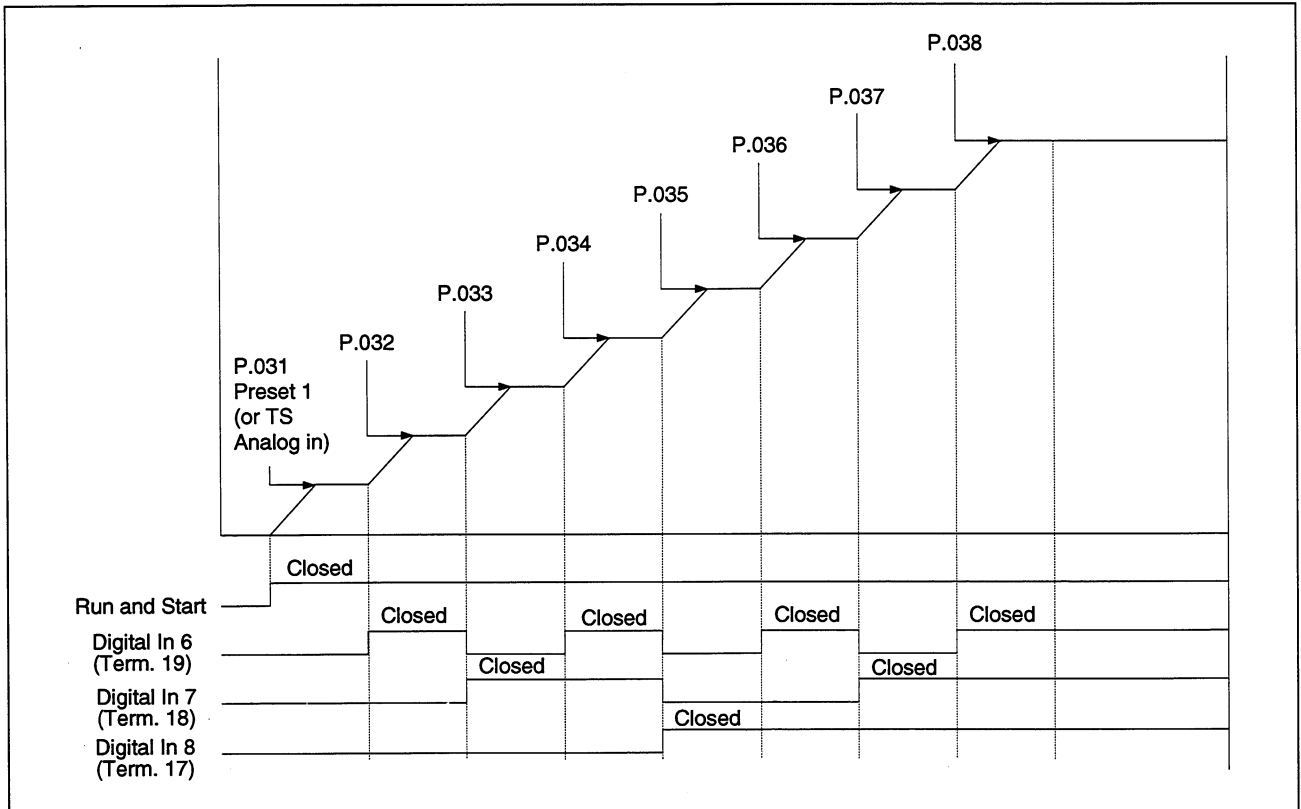 P.038
P.037
P.036
P.035
P.034
P.033
P.032
P.031
Preset 1
(or TS
Analog in)
Closed
Run and Start
Closed
Closed
Closed
Closed
Digital In 6
(Term. 19)
Closed
Closed
Digital In 7
(Term. 18)
Closed
Digital In 8
(Term. 17)